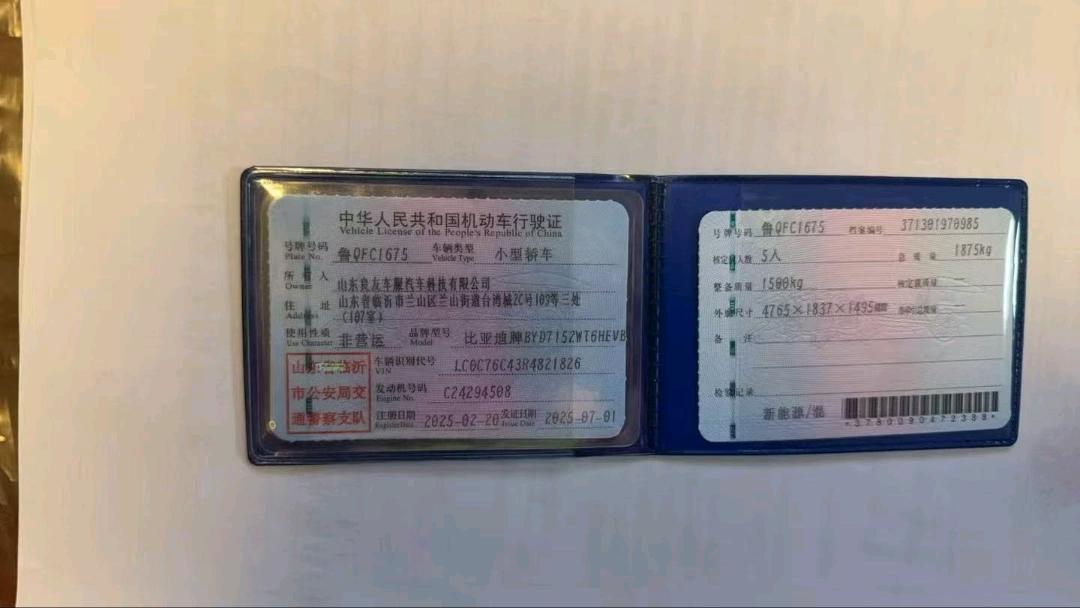 中华人民共和国机动车行驶证
Vehicle License of the People's Republic of China
号牌号码 鲁QFC1675 车辆类型 小型轿车
Plate No. Vehicle Type
所有人 山东良友车服汽车科技有限公司
Owner
住址 山东省临沂市兰山区兰山街道台湾城2C号109等三处
Address (107室)
使用性质 非营运 品牌型号 比亚迪牌BYD7152WT6HEVB
Use Character Model
山东省临沂
市公安局交
通警察支队
车辆识别代号 LC0C76C43R4821826
VIN
发动机号码 C24294508
Engine No.
注册日期 2025-02-20 发证日期 2025-07-01
Register Date Issue Date
号牌号码 鲁QFC1675 档案编号 371301970985
核定载人数 5人 总质量 1875kg
整备质量 1500kg 核定载质量
外廓尺寸 4765×1837×1495mm
备注
检验记录
新能源/混
*3780090472388*